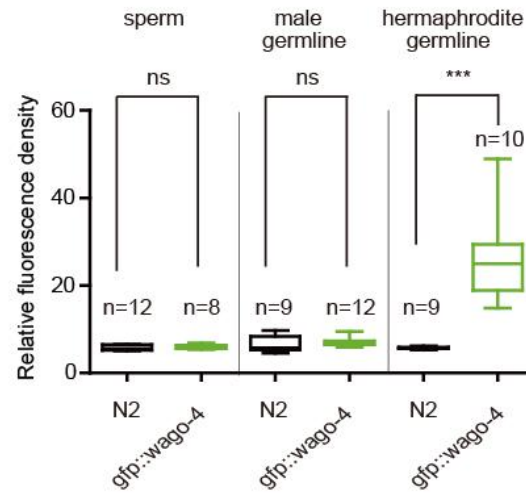 sperm
male
germline
hermaphrodite
germline
ns
ns
***
Relative fluorescence density
60
40
20
0
n=12
n=8
n=9
n=12
n=9
n=10
N2
gfp::wago-4
N2
gfp::wago-4
N2
gfp::wago-4